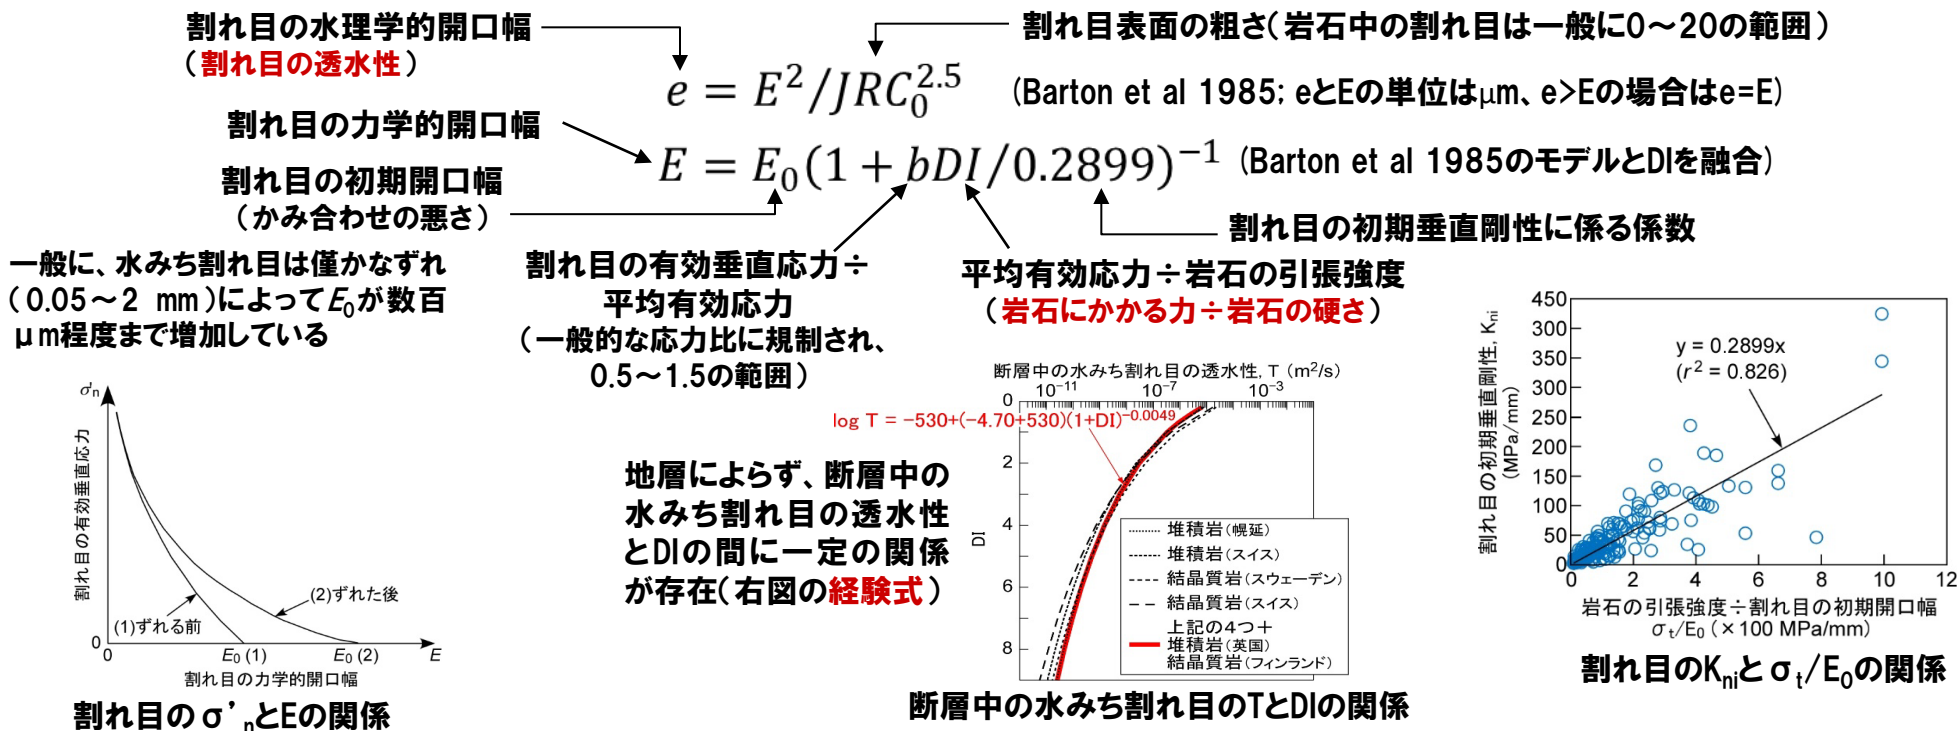 割れ目の水理学的開口幅
（割れ目の透水性）
割れ目表面の粗さ（岩石中の割れ目は一般に0～20の範囲）
e = E²/JRC₀^2.5
（Barton et al 1985; eとEの単位はμm、e>Eの場合はe=E）
割れ目の力学的開口幅
E = E₀(1 + bDI/0.2899)⁻¹
（Barton et al 1985のモデルとDIを融合）
割れ目の初期開口幅
（かみ合わせの悪さ）
割れ目の初期垂直剛性に係る係数
一般に、水みち割れ目は僅かなずれ
（0.05～2 mm）によってE₀が数百
μm程度まで増加している
割れ目の有効垂直応力÷
平均有効応力
（一般的な応力比に規制され、
0.5～1.5の範囲）
平均有効応力÷岩石の引張強度
（岩石にかかる力÷岩石の硬さ）
σ'n
割れ目の有効垂直応力
(1)ずれる前
(2)ずれた後
0
0
E₀ (1)
E₀ (2)
E
割れ目の力学的開口幅
割れ目のσ'nとEの関係
地層によらず、断層中の
水みち割れ目の透水性
とDIの間に一定の関係
が存在（右図の経験式）
断層中の水みち割れ目の透水性, T (m²/s)
10⁻¹¹
10⁻⁷
10⁻³
log T = −530+(−4.70+530)(1+DI)^−0.0049
0
2
4
6
8
DI
堆積岩（幌延）
堆積岩（スイス）
結晶質岩（スウェーデン）
結晶質岩（スイス）
上記の4つ＋
堆積岩（英国）
結晶質岩（フィンランド）
断層中の水みち割れ目のTとDIの関係
割れ目の初期垂直剛性, Kni
(MPa/mm)
450
300
350
300
250
200
150
100
50
0
y = 0.2899x
(r² = 0.826)
0
2
4
6
8
10
12
岩石の引張強度÷割れ目の初期開口幅
σt/E₀ (×100 MPa/mm)
割れ目のKniとσt/E₀の関係